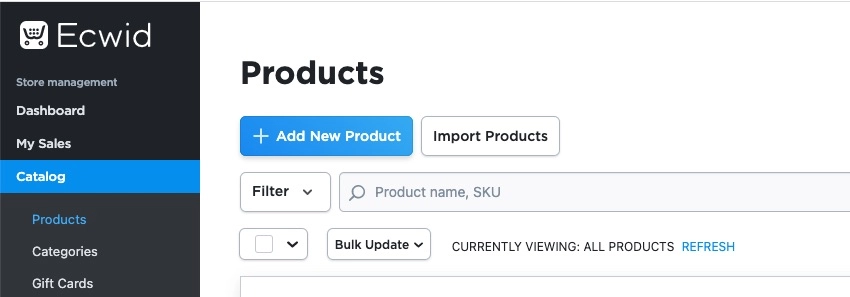 Ecwid
Store management
Dashboard
My Sales
Catalog
Products
Categories
Gift Cards
Products
+ Add New Product
Import Products
Filter
Product name, SKU
Bulk Update
CURRENTLY VIEWING: ALL PRODUCTS REFRESH